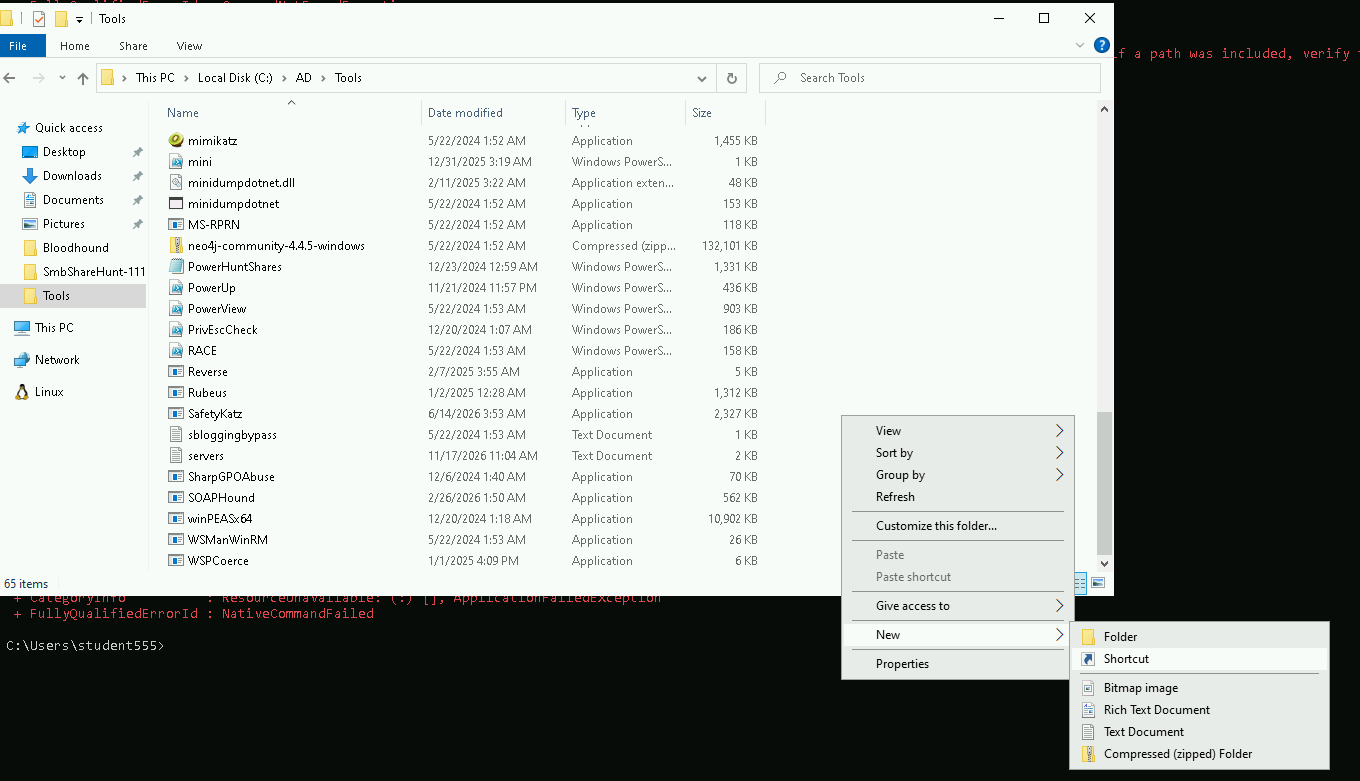 Tools
File Home Share View
If a path was included, verify
This PC Local Disk (C:) AD Tools
Search Tools
Name Date modified Type Size
Quick access
Desktop
Downloads
Documents
Pictures
Bloodhound
SmbShareHunt-111
Tools
This PC
Network
Linux
mimikatz 5/22/2024 1:52 AM Application 1,455 KB
mini 12/31/2025 3:19 AM Windows PowerS... 1 KB
minidumpdotnet.dll 2/11/2025 3:22 AM Application exten... 48 KB
minidumpdotnet 5/22/2024 1:52 AM Application 153 KB
MS-RPRN 5/22/2024 1:52 AM Application 118 KB
neo4j-community-4.4.5-windows 5/22/2024 1:52 AM Compressed (zipp... 132,101 KB
PowerHuntShares 12/23/2024 12:59 AM Windows PowerS... 1,331 KB
PowerUp 11/21/2024 11:57 PM Windows PowerS... 436 KB
PowerView 5/22/2024 1:53 AM Windows PowerS... 903 KB
PrivEscCheck 12/20/2024 1:07 AM Windows PowerS... 186 KB
RACE 5/22/2024 1:53 AM Windows PowerS... 158 KB
Reverse 2/7/2025 3:55 AM Application 5 KB
Rubeus 1/2/2025 12:28 AM Application 1,312 KB
SafetyKatz 6/14/2026 3:53 AM Application 2,327 KB
sbloggingbypass 5/22/2024 1:53 AM Text Document 1 KB
servers 11/17/2026 11:04 AM Text Document 2 KB
SharpGPOAbuse 12/6/2024 1:40 AM Application 70 KB
SOAPHound 2/26/2026 1:50 AM Application 562 KB
winPEASx64 12/20/2024 1:18 AM Application 10,902 KB
WSManWinRM 5/22/2024 1:53 AM Application 26 KB
WSPCoerce 1/1/2025 4:09 PM Application 6 KB
65 items
View
Sort by
Group by
Refresh
Customize this folder...
Paste
Paste shortcut
Give access to
New
Properties
Folder
Shortcut
Bitmap image
Rich Text Document
Text Document
Compressed (zipped) Folder
+ CategoryInfo : ResourceUnavailable: (:) [], ApplicationFailedException
+ FullyQualifiedErrorId : NativeCommandFailed
C:\Users\student555>